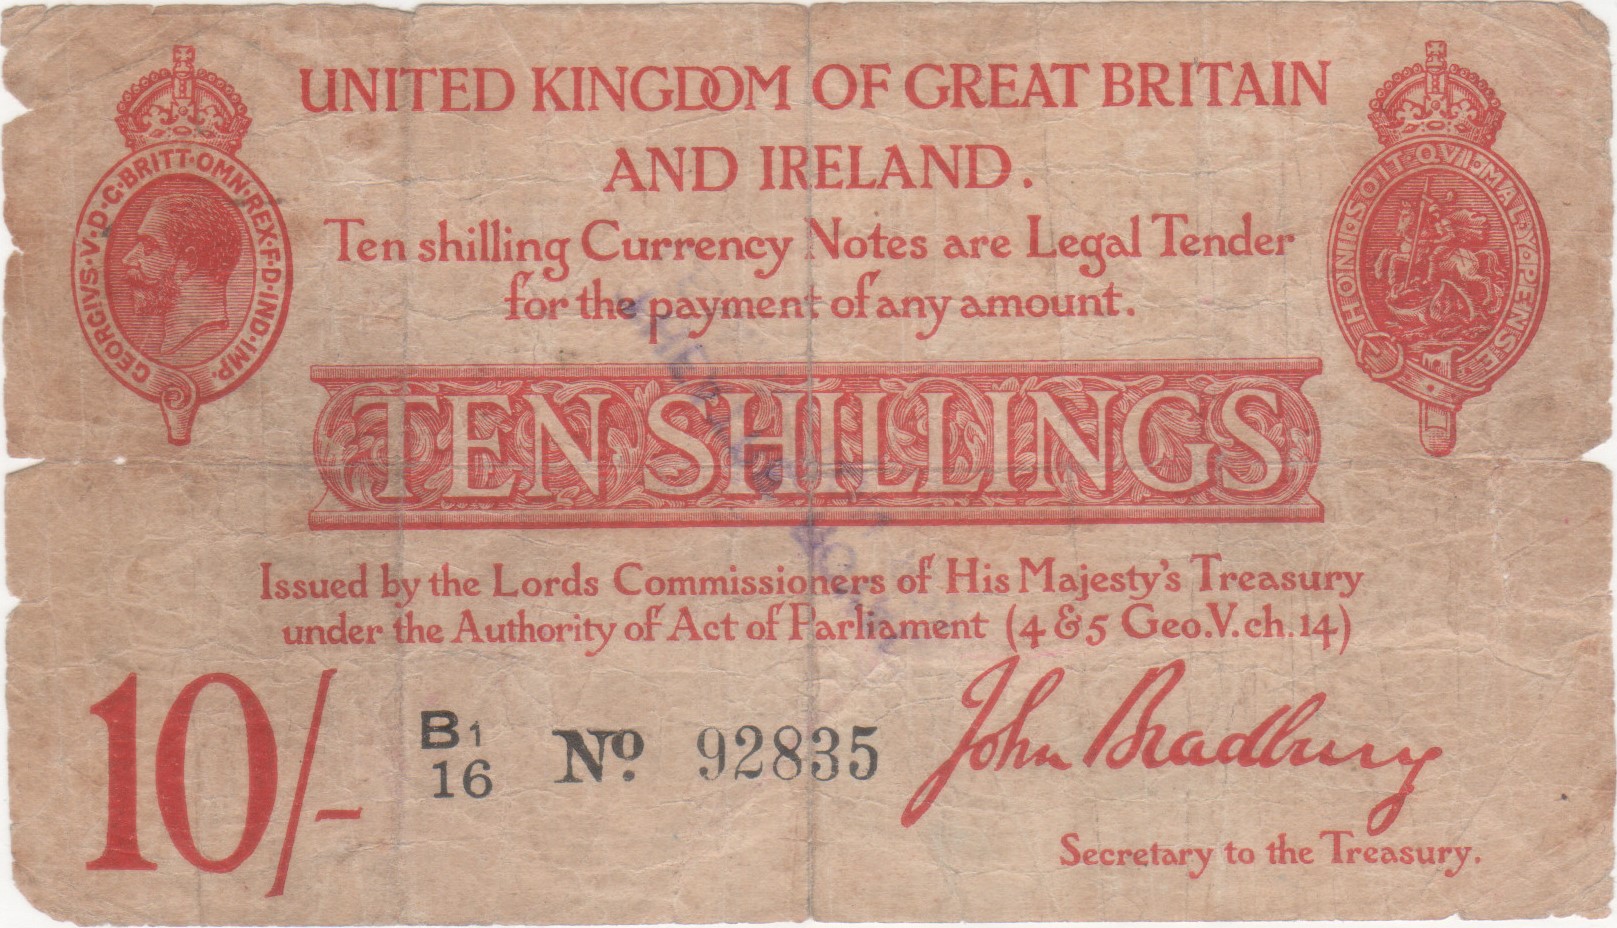 UNITED KINGDOM OF GREAT BRITAIN
AND IRELAND.
GEORGIVS·V·D·G·BRITT·OMN·REX·F·D·IND·IMP.
HONI·SOIT·QVI·MAL·Y·PENSE
Ten shilling Currency Notes are Legal Tender
for the payment of any amount.
TEN SHILLINGS
Issued by the Lords Commissioners of His Majesty's Treasury
under the Authority of Act of Parliament (4 & 5 Geo.V. ch.14)
10/-
B1
16
No. 92835
John Bradbury
Secretary to the Treasury.